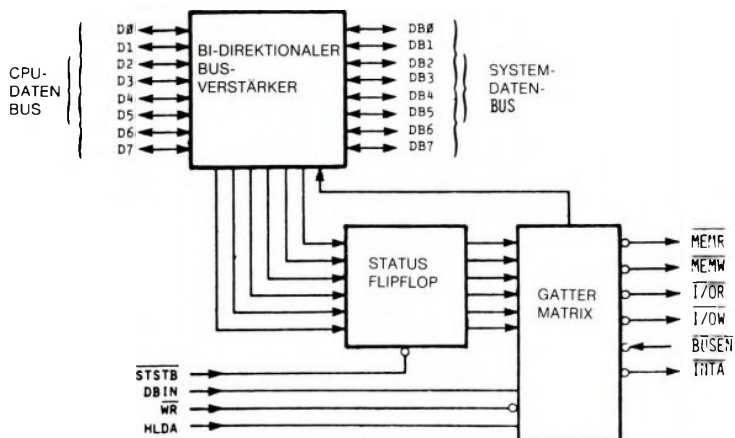 D0
D1
D2
D3
D4
D5
D6
D7
CPU-
DATEN
BUS
BI-DIREKTIONALER
BUS-
VERSTÄRKER
DB0
DB1
DB2
DB3
DB4
DB5
DB6
DB7
SYSTEM-
DATEN-
BUS
STATUS
FLIPFLOP
GATTER
MATRIX
MEMR
MEMW
I/OR
I/OW
BUSEN
INTA
STSTB
DBIN
WR
HLDA